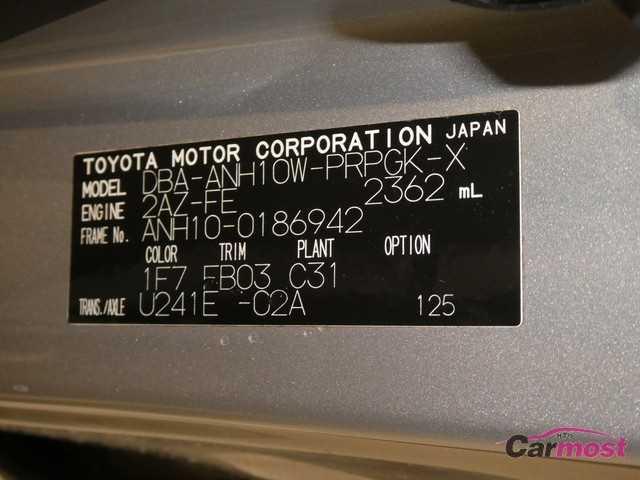 TOYOTA MOTOR CORPORATION JAPAN
MODEL DBA-ANH10W-PRPGK-X
ENGINE 2AZ-FE 2362 mL
FRAME No. ANH10-0186942
COLOR TRIM PLANT OPTION
1F7 FB03 C31
TRANS./AXLE U241E -02A 125
Carmost